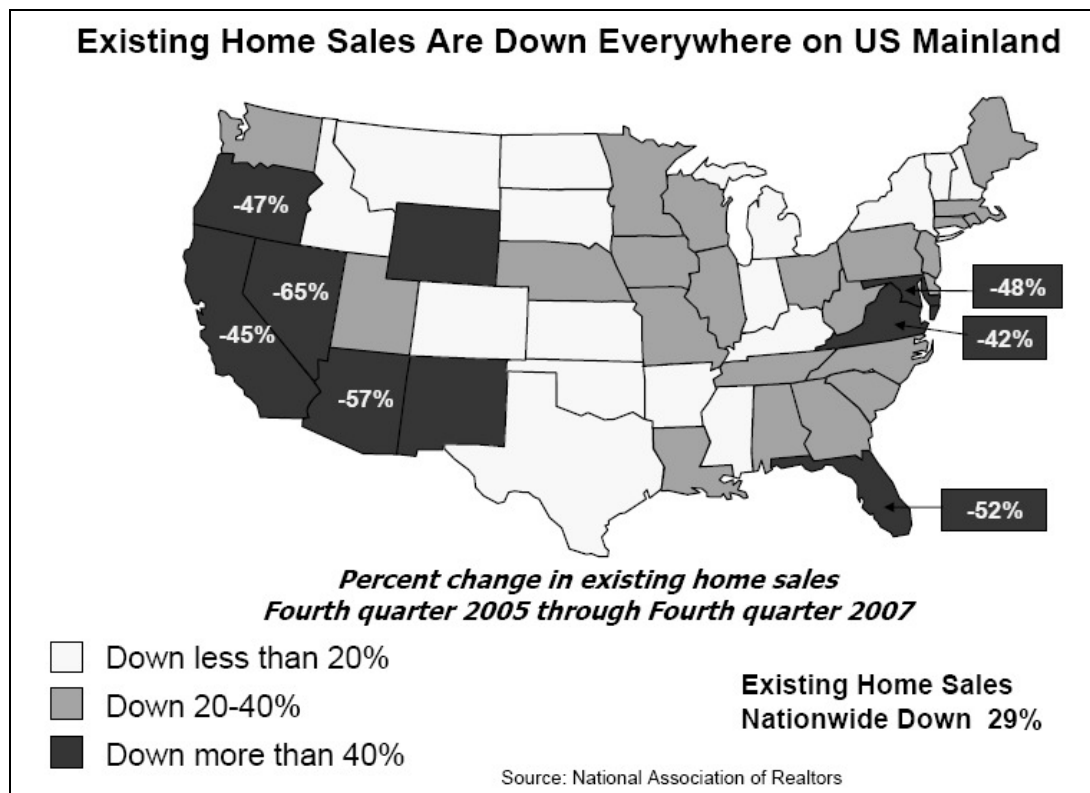 Existing Home Sales Are Down Everywhere on US Mainland
-47%
-65%
-45%
-57%
-48%
-42%
-52%
Percent change in existing home sales
Fourth quarter 2005 through Fourth quarter 2007
Down less than 20%
Down 20-40%
Down more than 40%
Existing Home Sales
Nationwide Down 29%
Source: National Association of Realtors